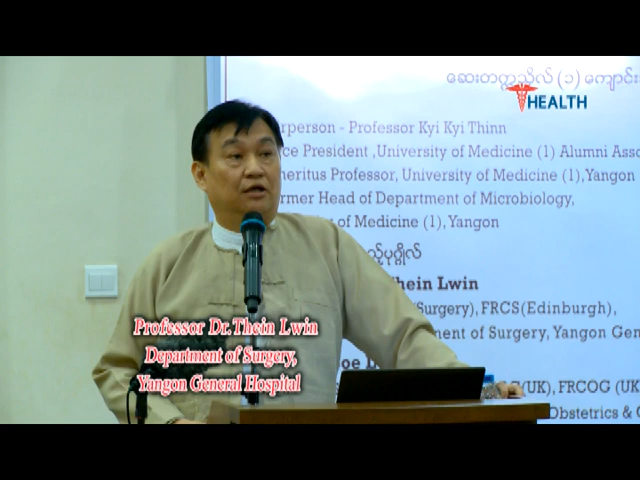 ဆေးတက္ကသိုလ် (၁) ကျောင်း
HEALTH
rperson - Professor Kyi Kyi Thinn
ce President ,University of Medicine (1) Alumni Asso
neritus Professor, University of Medicine (1),Yangon
rmer Head of Department of Microbiology,
y of Medicine (1), Yangon
Thein Lwin
Surgery), FRCS(Edinburgh),
ment of Surgery, Yangon Gen
Professor Dr.Thein Lwin
Department of Surgery,
Yangon General Hospital
(UK), FRCOG (UK
Obstetrics & G